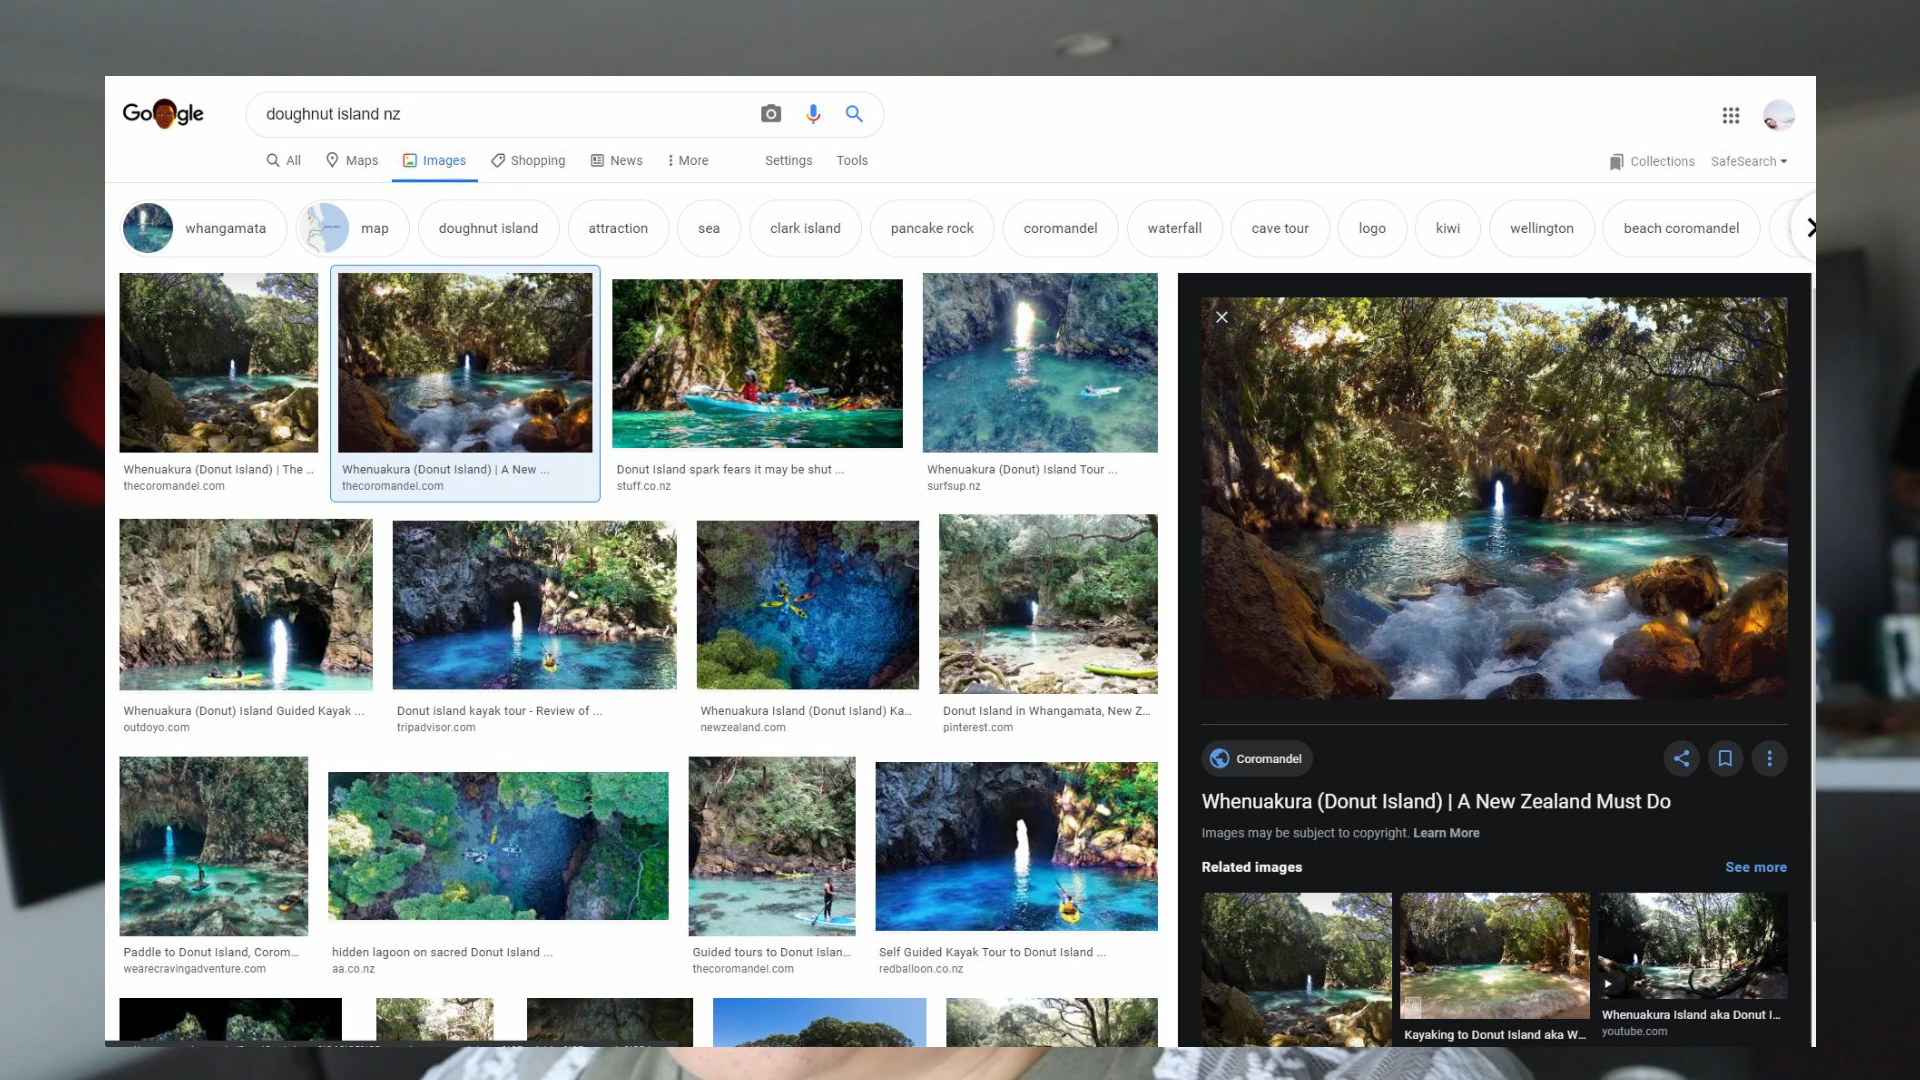 Google
doughnut island nz
All
Maps
Images
Shopping
News
More
Settings
Tools
Collections
SafeSearch
whangamata
map
doughnut island
attraction
sea
clark island
pancake rock
coromandel
waterfall
cave tour
logo
kiwi
wellington
beach coromandel
Whenuakura (Donut Island) | The ...
thecoromandel.com
Whenuakura (Donut Island) | A New ...
thecoromandel.com
Donut Island spark fears it may be shut ...
stuff.co.nz
Whenuakura (Donut) Island Tour ...
surfsup.nz
Whenuakura (Donut) Island Guided Kayak ...
outdoyo.com
Donut island kayak tour - Review of ...
tripadvisor.com
Whenuakura Island (Donut Island) Ka...
newzealand.com
Donut Island in Whangamata, New Z...
pinterest.com
Paddle to Donut Island, Corom...
wearecravingadventure.com
hidden lagoon on sacred Donut Island ...
aa.co.nz
Guided tours to Donut Islan...
thecoromandel.com
Self Guided Kayak Tour to Donut Island ...
redballoon.co.nz
Coromandel
Whenuakura (Donut Island) | A New Zealand Must Do
Images may be subject to copyright. Learn More
Related images
See more
Kayaking to Donut Island aka W...
Whenuakura Island aka Donut I...
youtube.com